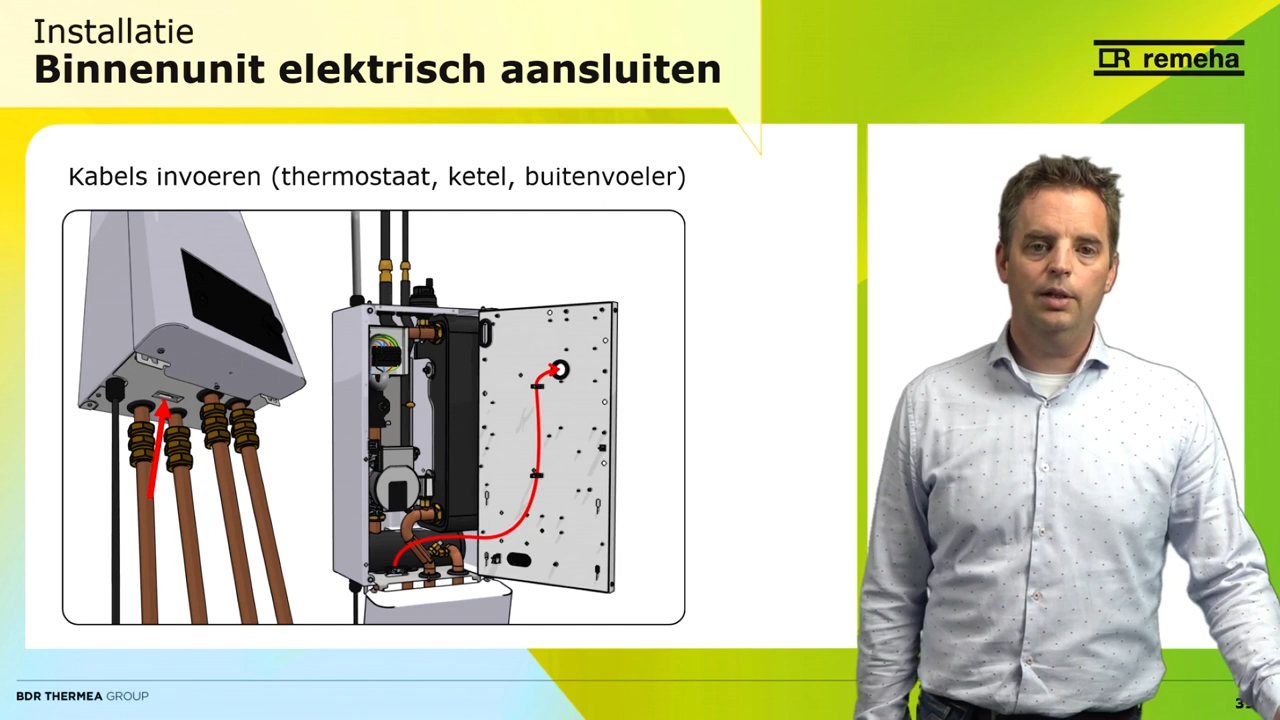 Installatie
Binnenunit elektrisch aansluiten
remeha
Kabels invoeren (thermostaat, ketel, buitenvoeler)
BDR THERMEA GROUP